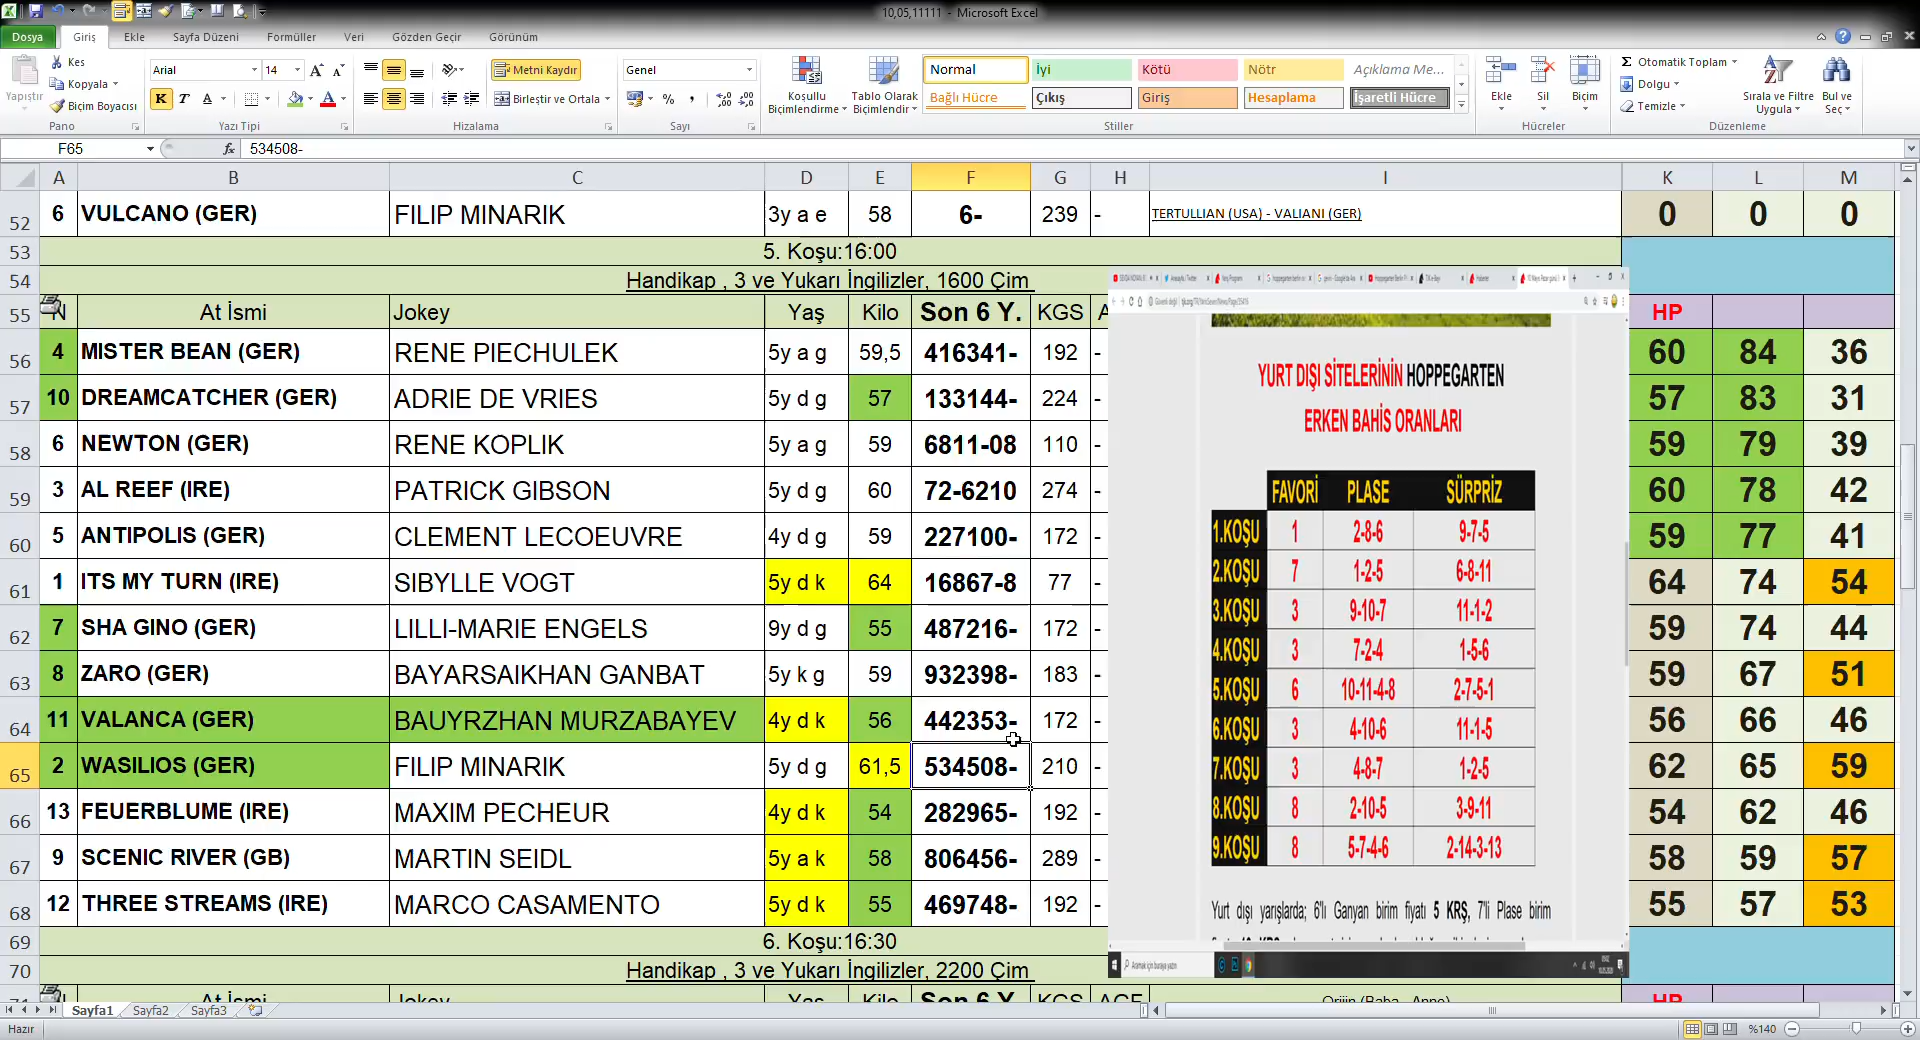 10,05,11111 - Microsoft Excel
Dosya Giriş Ekle Sayfa Düzeni Formüller Veri Gözden Geçir Görünüm
Yapıştır
Kes
Kopyala
Biçim Boyacısı
Pano
Arial 14
K T A
Yazı Tipi
Metni Kaydır
Birleştir ve Ortala
Hizalama
Genel
Sayı
Koşullu Biçimlendirme
Tablo Olarak Biçimlendir
Normal İyi Kötü Nötr Açıklama Me...
Bağlı Hücre Çıkış Giriş Hesaplama İşaretli Hücre
Stiller
Ekle Sil Biçim
Hücreler
Otomatik Toplam
Dolgu
Temizle
Sırala ve Filtre Uygula
Bul ve Seç
Düzenleme
F65 fx 534508-
A B C D E F G H I K L M
52 6 VULCANO (GER) FILIP MINARIK 3y a e 58 6- 239 - TERTULLIAN (USA) - VALIANI (GER) 0 0 0
53 5. Koşu:16:00
54 Handikap , 3 ve Yukarı İngilizler, 1600 Çim
55 N At İsmi Jokey Yaş Kilo Son 6 Y. KGS A HP
56 4 MISTER BEAN (GER) RENE PIECHULEK 5y a g 59,5 416341- 192 - 60 84 36
57 10 DREAMCATCHER (GER) ADRIE DE VRIES 5y d g 57 133144- 224 - 57 83 31
58 6 NEWTON (GER) RENE KOPLIK 5y a g 59 6811-08 110 - 59 79 39
59 3 AL REEF (IRE) PATRICK GIBSON 5y d g 60 72-6210 274 - 60 78 42
60 5 ANTIPOLIS (GER) CLEMENT LECOEUVRE 4y d g 59 227100- 172 - 59 77 41
61 1 ITS MY TURN (IRE) SIBYLLE VOGT 5y d k 64 16867-8 77 - 64 74 54
62 7 SHA GINO (GER) LILLI-MARIE ENGELS 9y d g 55 487216- 172 - 59 74 44
63 8 ZARO (GER) BAYARSAIKHAN GANBAT 5y k g 59 932398- 183 - 59 67 51
64 11 VALANCA (GER) BAUYRZHAN MURZABAYEV 4y d k 56 442353- 172 - 56 66 46
65 2 WASILIOS (GER) FILIP MINARIK 5y d g 61,5 534508- 210 - 62 65 59
66 13 FEUERBLUME (IRE) MAXIM PECHEUR 4y d k 54 282965- 192 - 54 62 46
67 9 SCENIC RIVER (GB) MARTIN SEIDL 5y a k 58 806456- 289 - 58 59 57
68 12 THREE STREAMS (IRE) MARCO CASAMENTO 5y d k 55 469748- 192 - 55 57 53
69 6. Koşu:16:30
70 Handikap , 3 ve Yukarı İngilizler, 2200 Çim
71 N At İsmi Jokey Yaş Kilo Son 6 Y. KGS AGF Orijin (Baba - Anne) HP
YURT DIŞI SİTELERİNİN HOPPEGARTEN
ERKEN BAHİS ORANLARI
FAVORİ PLASE SÜRPRİZ
1.KOŞU 1 2-8-6 9-7-5
2.KOŞU 7 1-2-5 6-8-11
3.KOŞU 3 9-10-7 11-1-2
4.KOŞU 3 7-2-4 1-5-6
5.KOŞU 6 10-11-4-8 2-7-5-1
6.KOŞU 3 4-10-6 11-1-5
7.KOŞU 3 4-8-7 1-2-5
8.KOŞU 8 2-10-5 3-9-11
9.KOŞU 8 5-7-4-6 2-14-3-13
Yurt dışı yarışlarda; 6'lı Ganyan birim fiyatı 5 KRŞ, 7'li Plase birim
Aramak için buraya yazın
Sayfa1 Sayfa2 Sayfa3
Hazır %140